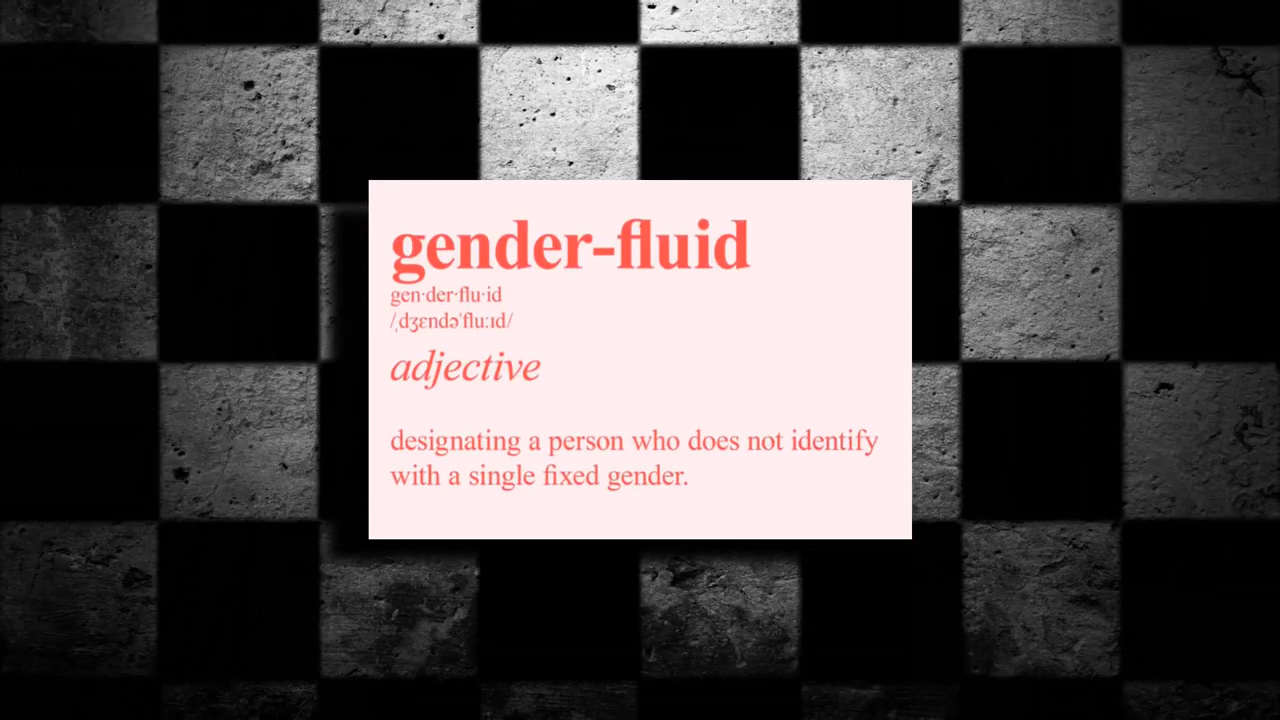 gender-fluid
gen·der·flu·id
/ˌdʒɛndəˈfluːɪd/
adjective
designating a person who does not identify
with a single fixed gender.